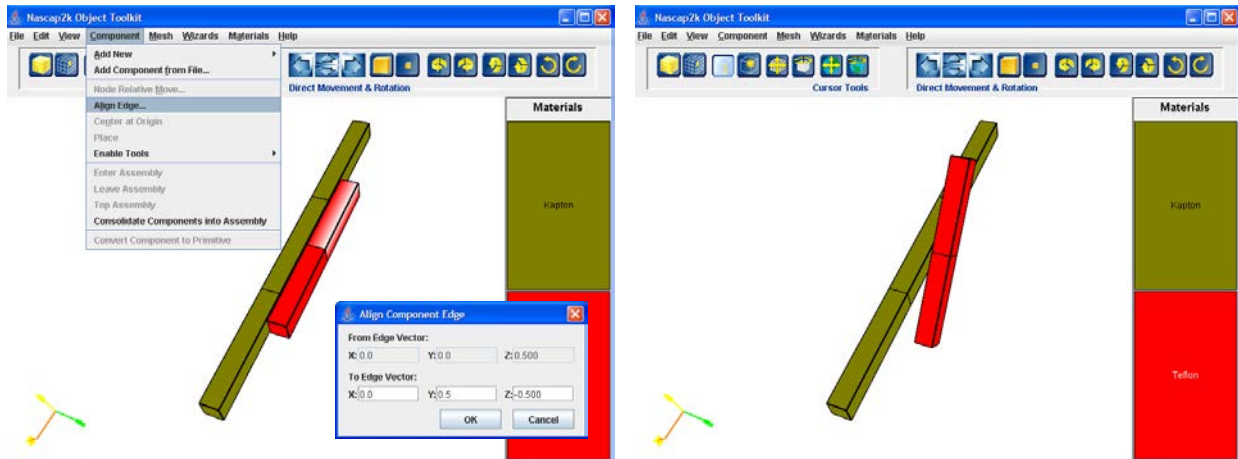 Nascap2k Object Toolkit
File Edit View Component Mesh Wizards Materials Help
Add New
Add Component from File...
Node Relative Move...
Align Edge...
Center at Origin
Place
Enable Tools
Enter Assembly
Leave Assembly
Top Assembly
Consolidate Components into Assembly
Convert Component to Primitive
Direct Movement & Rotation
Materials
Kapton
Align Component Edge
From Edge Vector:
X: 0.0 Y: 0.0 Z: 0.500
To Edge Vector:
X: 0.0 Y: 0.5 Z: -0.500
OK Cancel
Nascap2k Object Toolkit
File Edit View Component Mesh Wizards Materials Help
Cursor Tools Direct Movement & Rotation
Materials
Kapton
Teflon